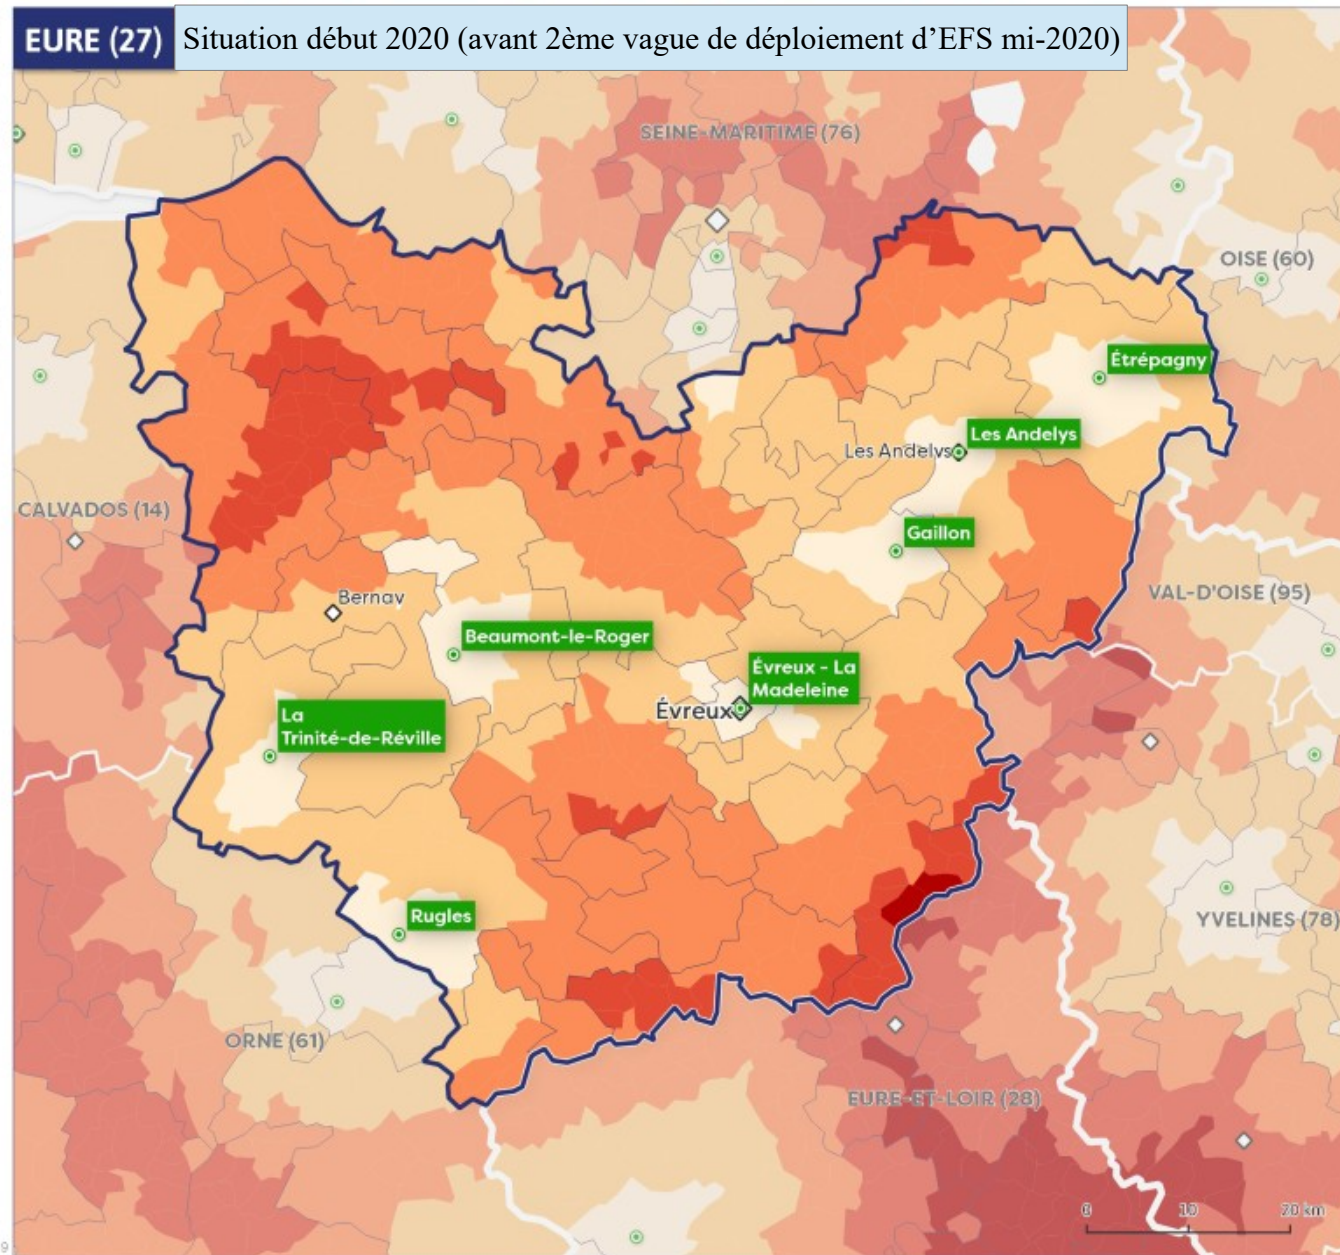 EURE (27)
Situation début 2020 (avant 2ème vague de déploiement d’EFS mi-2020)
SEINE-MARITIME (76)
OISE (60)
Étrépagny
Les Andelys
Les Andelys
CALVADOS (14)
Gaillon
Bernay
VAL-D'OISE (95)
Beaumont-le-Roger
Évreux - La
Madeleine
Évreux
La
Trinité-de-Réville
Rugles
YVELINES (78)
ORNE (61)
EURE-ET-LOIR (28)
0 10 20 km
9